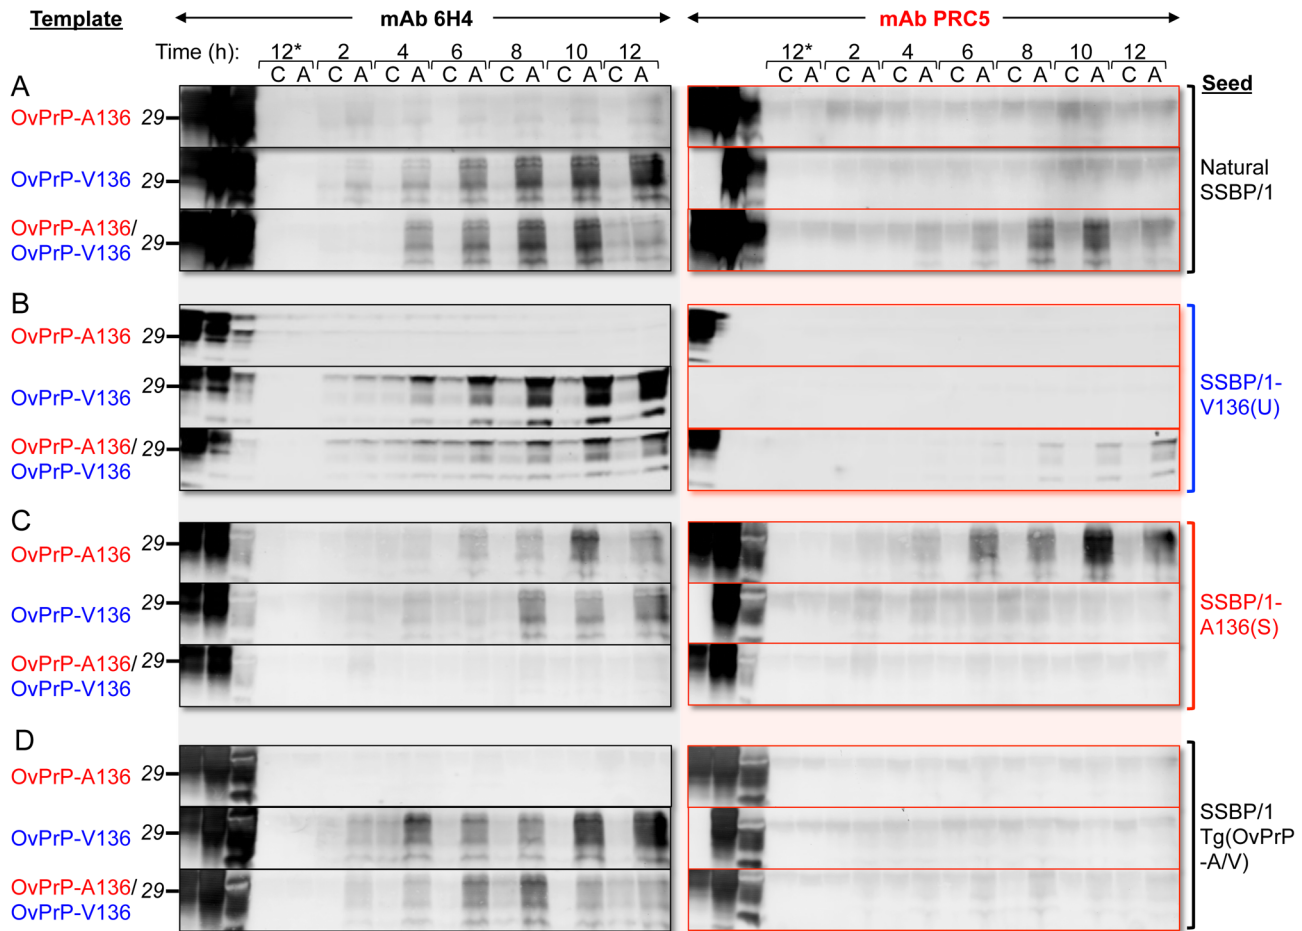 Template
mAb 6H4
mAb PRC5
Time (h):
12* 2 4 6 8 10 12
12* 2 4 6 8 10 12
C A C A C A C A C A C A C A
C A C A C A C A C A C A C A
Seed
A
OvPrP-A136 29
OvPrP-V136 29
OvPrP-A136/
OvPrP-V136
29
Natural
SSBP/1
B
OvPrP-A136 29
OvPrP-V136
29
OvPrP-A136/
OvPrP-V136
29
SSBP/1-
V136(U)
C
OvPrP-A136
29
OvPrP-V136
29
OvPrP-A136/
OvPrP-V136
29
SSBP/1-
A136(S)
D
OvPrP-A136 29
OvPrP-V136 29
OvPrP-A136/
OvPrP-V136
29
SSBP/1
Tg(OvPrP
-A/V)